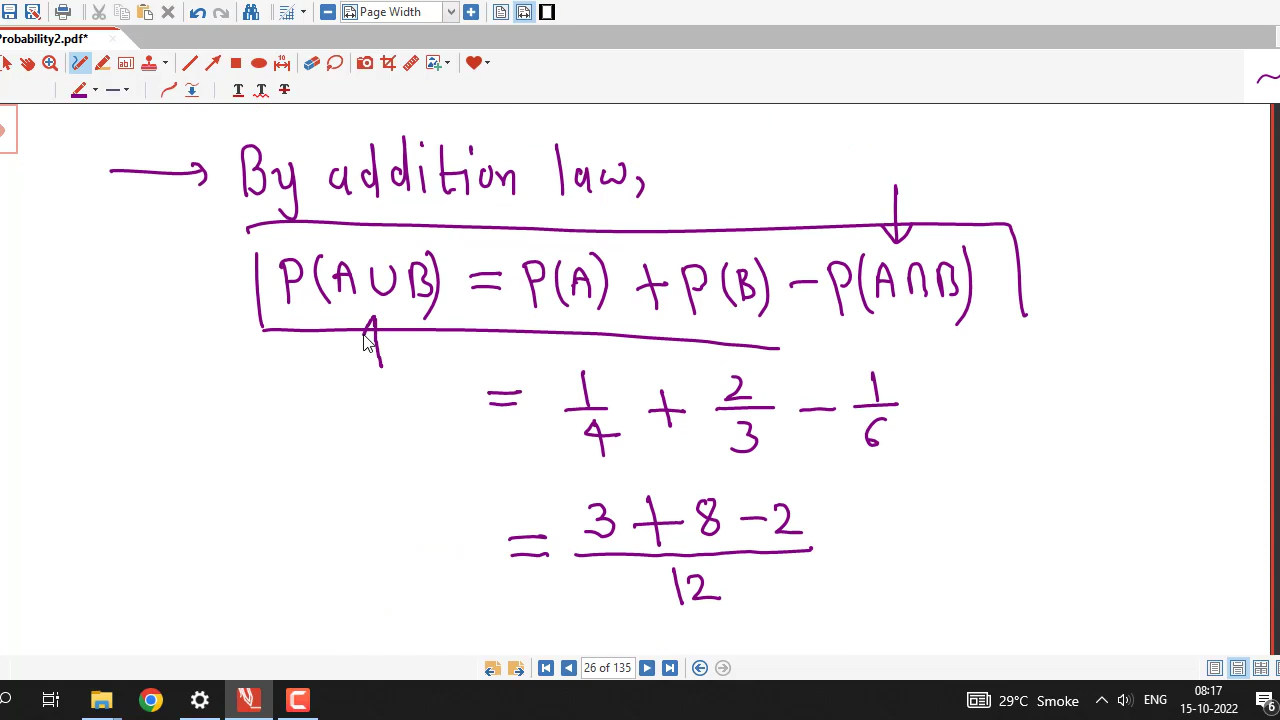 Page Width
Probability2.pdf*
→ By addition law,
P(A∪B) = P(A) + P(B) − P(A∩B)
= 1/4 + 2/3 − 1/6
= (3 + 8 − 2)/12
26 of 135
29°C Smoke ENG 08:17
15-10-2022 6